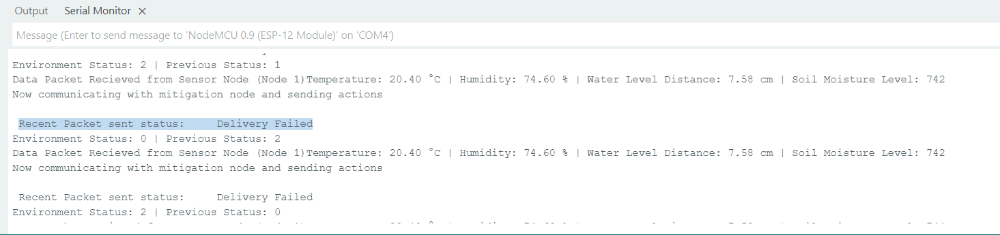 Output Serial Monitor ×
Message (Enter to send message to 'NodeMCU 0.9 (ESP-12 Module)' on 'COM4')
Environment Status: 2 | Previous Status: 1
Data Packet Recieved from Sensor Node (Node 1)Temperature: 20.40 °C | Humidity: 74.60 % | Water Level Distance: 7.58 cm | Soil Moisture Level: 742
Now communicating with mitigation node and sending actions
Recent Packet sent status: Delivery Failed
Environment Status: 0 | Previous Status: 2
Data Packet Recieved from Sensor Node (Node 1)Temperature: 20.40 °C | Humidity: 74.60 % | Water Level Distance: 7.58 cm | Soil Moisture Level: 742
Now communicating with mitigation node and sending actions
Recent Packet sent status: Delivery Failed
Environment Status: 2 | Previous Status: 0